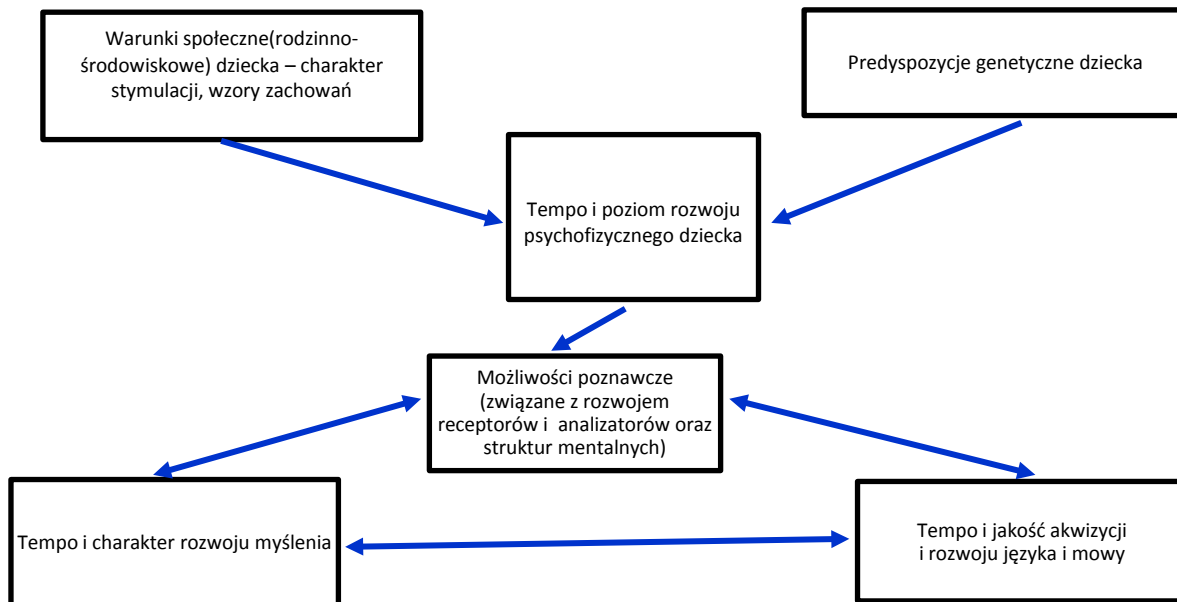 Warunki społeczne(rodzinno-
środowiskowe) dziecka – charakter
stymulacji, wzory zachowań
Predyspozycje genetyczne dziecka
Tempo i poziom rozwoju
psychofizycznego dziecka
Możliwości poznawcze
(związane z rozwojem
receptorów i analizatorów oraz
struktur mentalnych)
Tempo i charakter rozwoju myślenia
Tempo i jakość akwizycji
i rozwoju języka i mowy